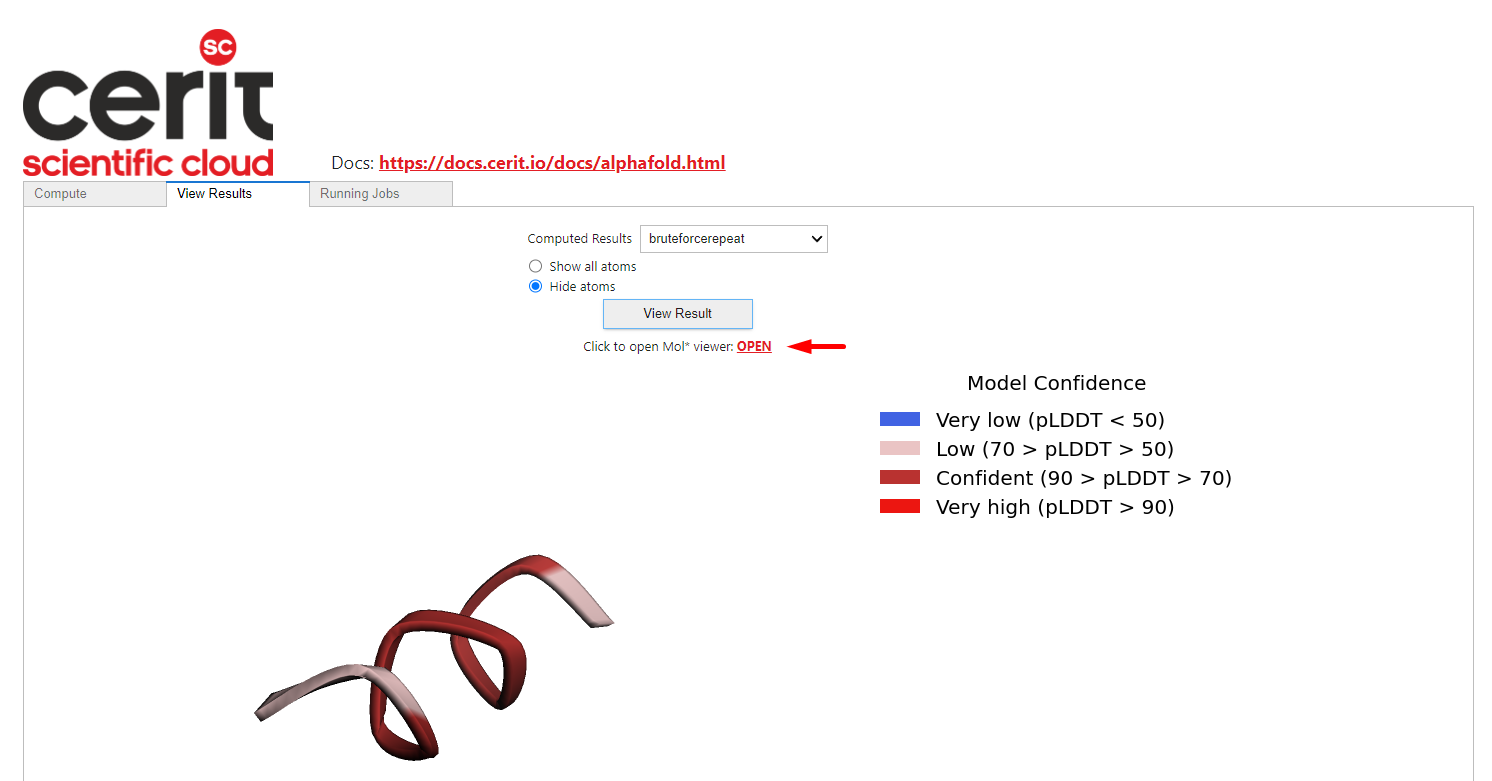 sc
cerit
scientific cloud
Docs: https://docs.cerit.io/docs/alphafold.html
Compute View Results Running Jobs
Computed Results bruteforcerepeat
Show all atoms
Hide atoms
View Result
Click to open Mol* viewer: OPEN
Model Confidence
Very low (pLDDT < 50)
Low (70 > pLDDT > 50)
Confident (90 > pLDDT > 70)
Very high (pLDDT > 90)